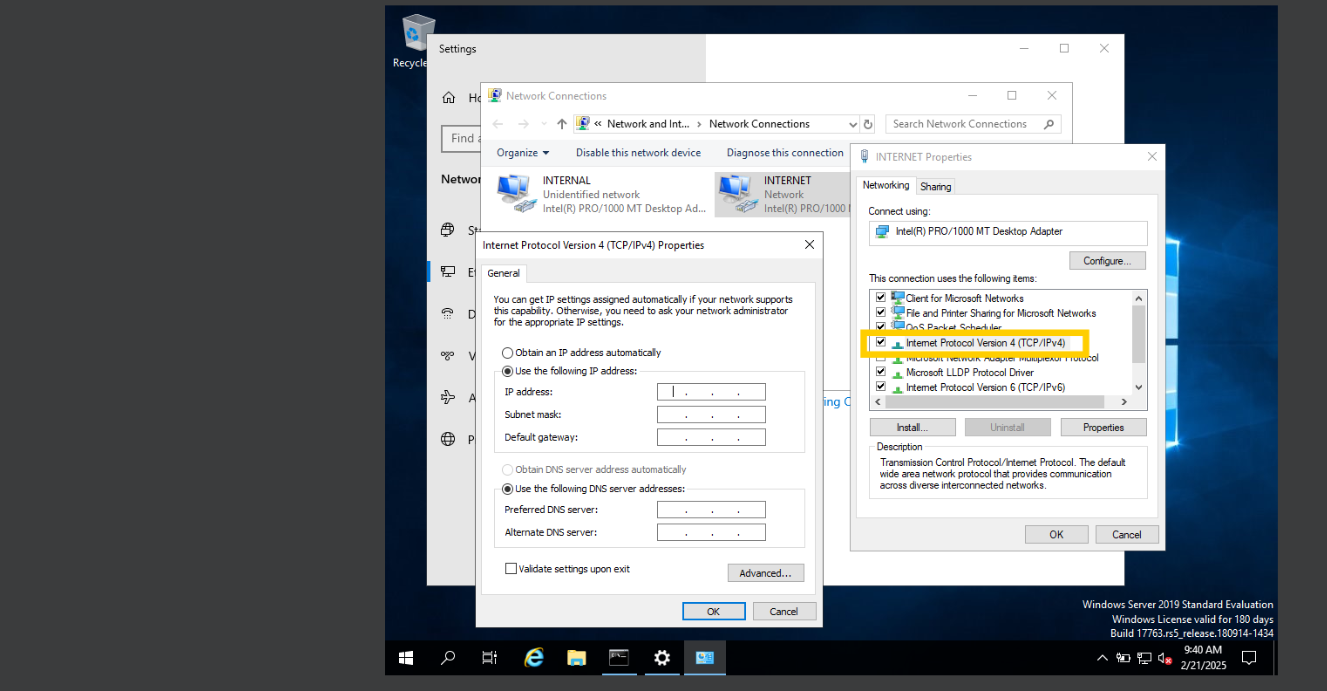 Recycle
Settings
Ho
Find a
Networ
St
E
D
V
A
P
Network Connections
« Network and Int... › Network Connections
Search Network Connections
Organize
Disable this network device
Diagnose this connection
INTERNAL
Unidentified network
Intel(R) PRO/1000 MT Desktop Ad...
INTERNET
Network
Intel(R) PRO/1000 M
ing C
Internet Protocol Version 4 (TCP/IPv4) Properties
General
You can get IP settings assigned automatically if your network supports
this capability. Otherwise, you need to ask your network administrator
for the appropriate IP settings.
Obtain an IP address automatically
Use the following IP address:
IP address:
Subnet mask:
Default gateway:
Obtain DNS server address automatically
Use the following DNS server addresses:
Preferred DNS server:
Alternate DNS server:
Validate settings upon exit
Advanced...
OK
Cancel
INTERNET Properties
Networking
Sharing
Connect using:
Intel(R) PRO/1000 MT Desktop Adapter
Configure...
This connection uses the following items:
Client for Microsoft Networks
File and Printer Sharing for Microsoft Networks
QoS Packet Scheduler
Internet Protocol Version 4 (TCP/IPv4)
Microsoft Network Adapter Multiplexor Protocol
Microsoft LLDP Protocol Driver
Internet Protocol Version 6 (TCP/IPv6)
Install...
Uninstall
Properties
Description
Transmission Control Protocol/Internet Protocol. The default
wide area network protocol that provides communication
across diverse interconnected networks.
OK
Cancel
Windows Server 2019 Standard Evaluation
Windows License valid for 180 days
Build 17763.rs5_release.180914-1434
9:40 AM
2/21/2025